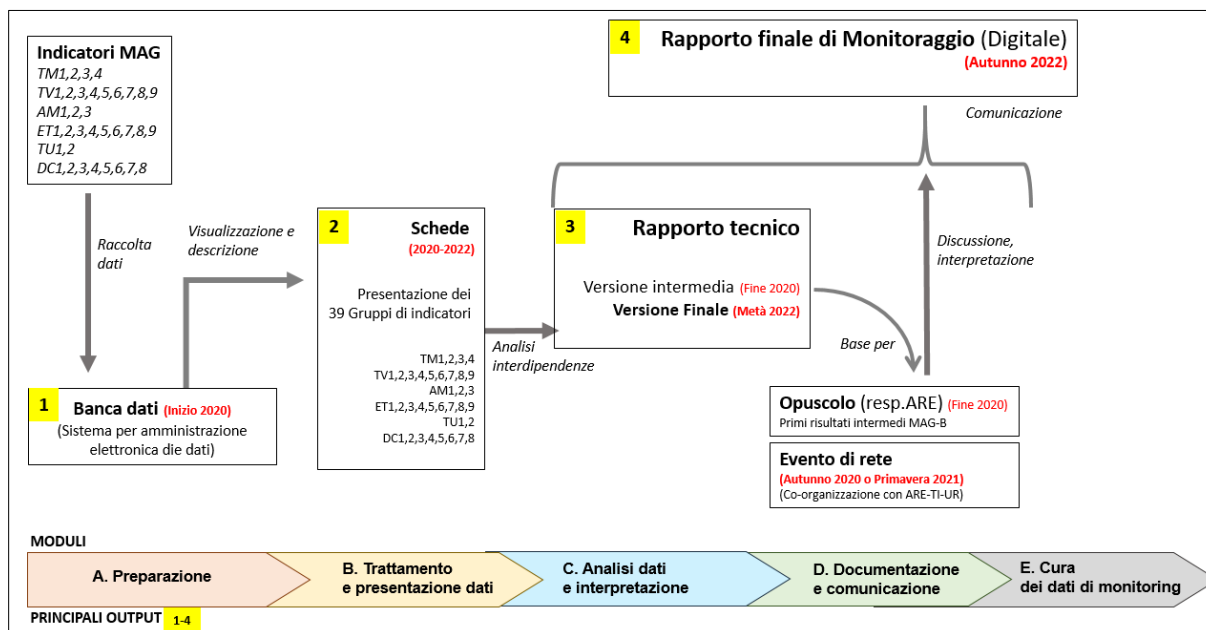 Indicatori MAG
TM1,2,3,4
TV1,2,3,4,5,6,7,8,9
AM1,2,3
ET1,2,3,4,5,6,7,8,9
TU1,2
DC1,2,3,4,5,6,7,8
Raccolta
dati
1
Banca dati (Inizio 2020)
(Sistema per amministrazione
elettronica die dati)
Visualizzazione e
descrizione
2
Schede
(2020-2022)
Presentazione dei
39 Gruppi di indicatori
TM1,2,3,4
TV1,2,3,4,5,6,7,8,9
AM1,2,3
ET1,2,3,4,5,6,7,8,9
TU1,2
DC1,2,3,4,5,6,7,8
Analisi
interdipendenze
3
Rapporto tecnico
Versione intermedia (Fine 2020)
Versione Finale (Metà 2022)
Base per
Opuscolo (resp.ARE) (Fine 2020)
Primi risultati intermedi MAG-B
Evento di rete
(Autunno 2020 o Primavera 2021)
(Co-organizzazione con ARE-TI-UR)
Discussione,
interpretazione
4
Rapporto finale di Monitoraggio (Digitale)
(Autunno 2022)
Comunicazione
MODULI
A. Preparazione
B. Trattamento
e presentazione dati
C. Analisi dati
e interpretazione
D. Documentazione
e comunicazione
E. Cura
dei dati di monitoring
PRINCIPALI OUTPUT 1-4